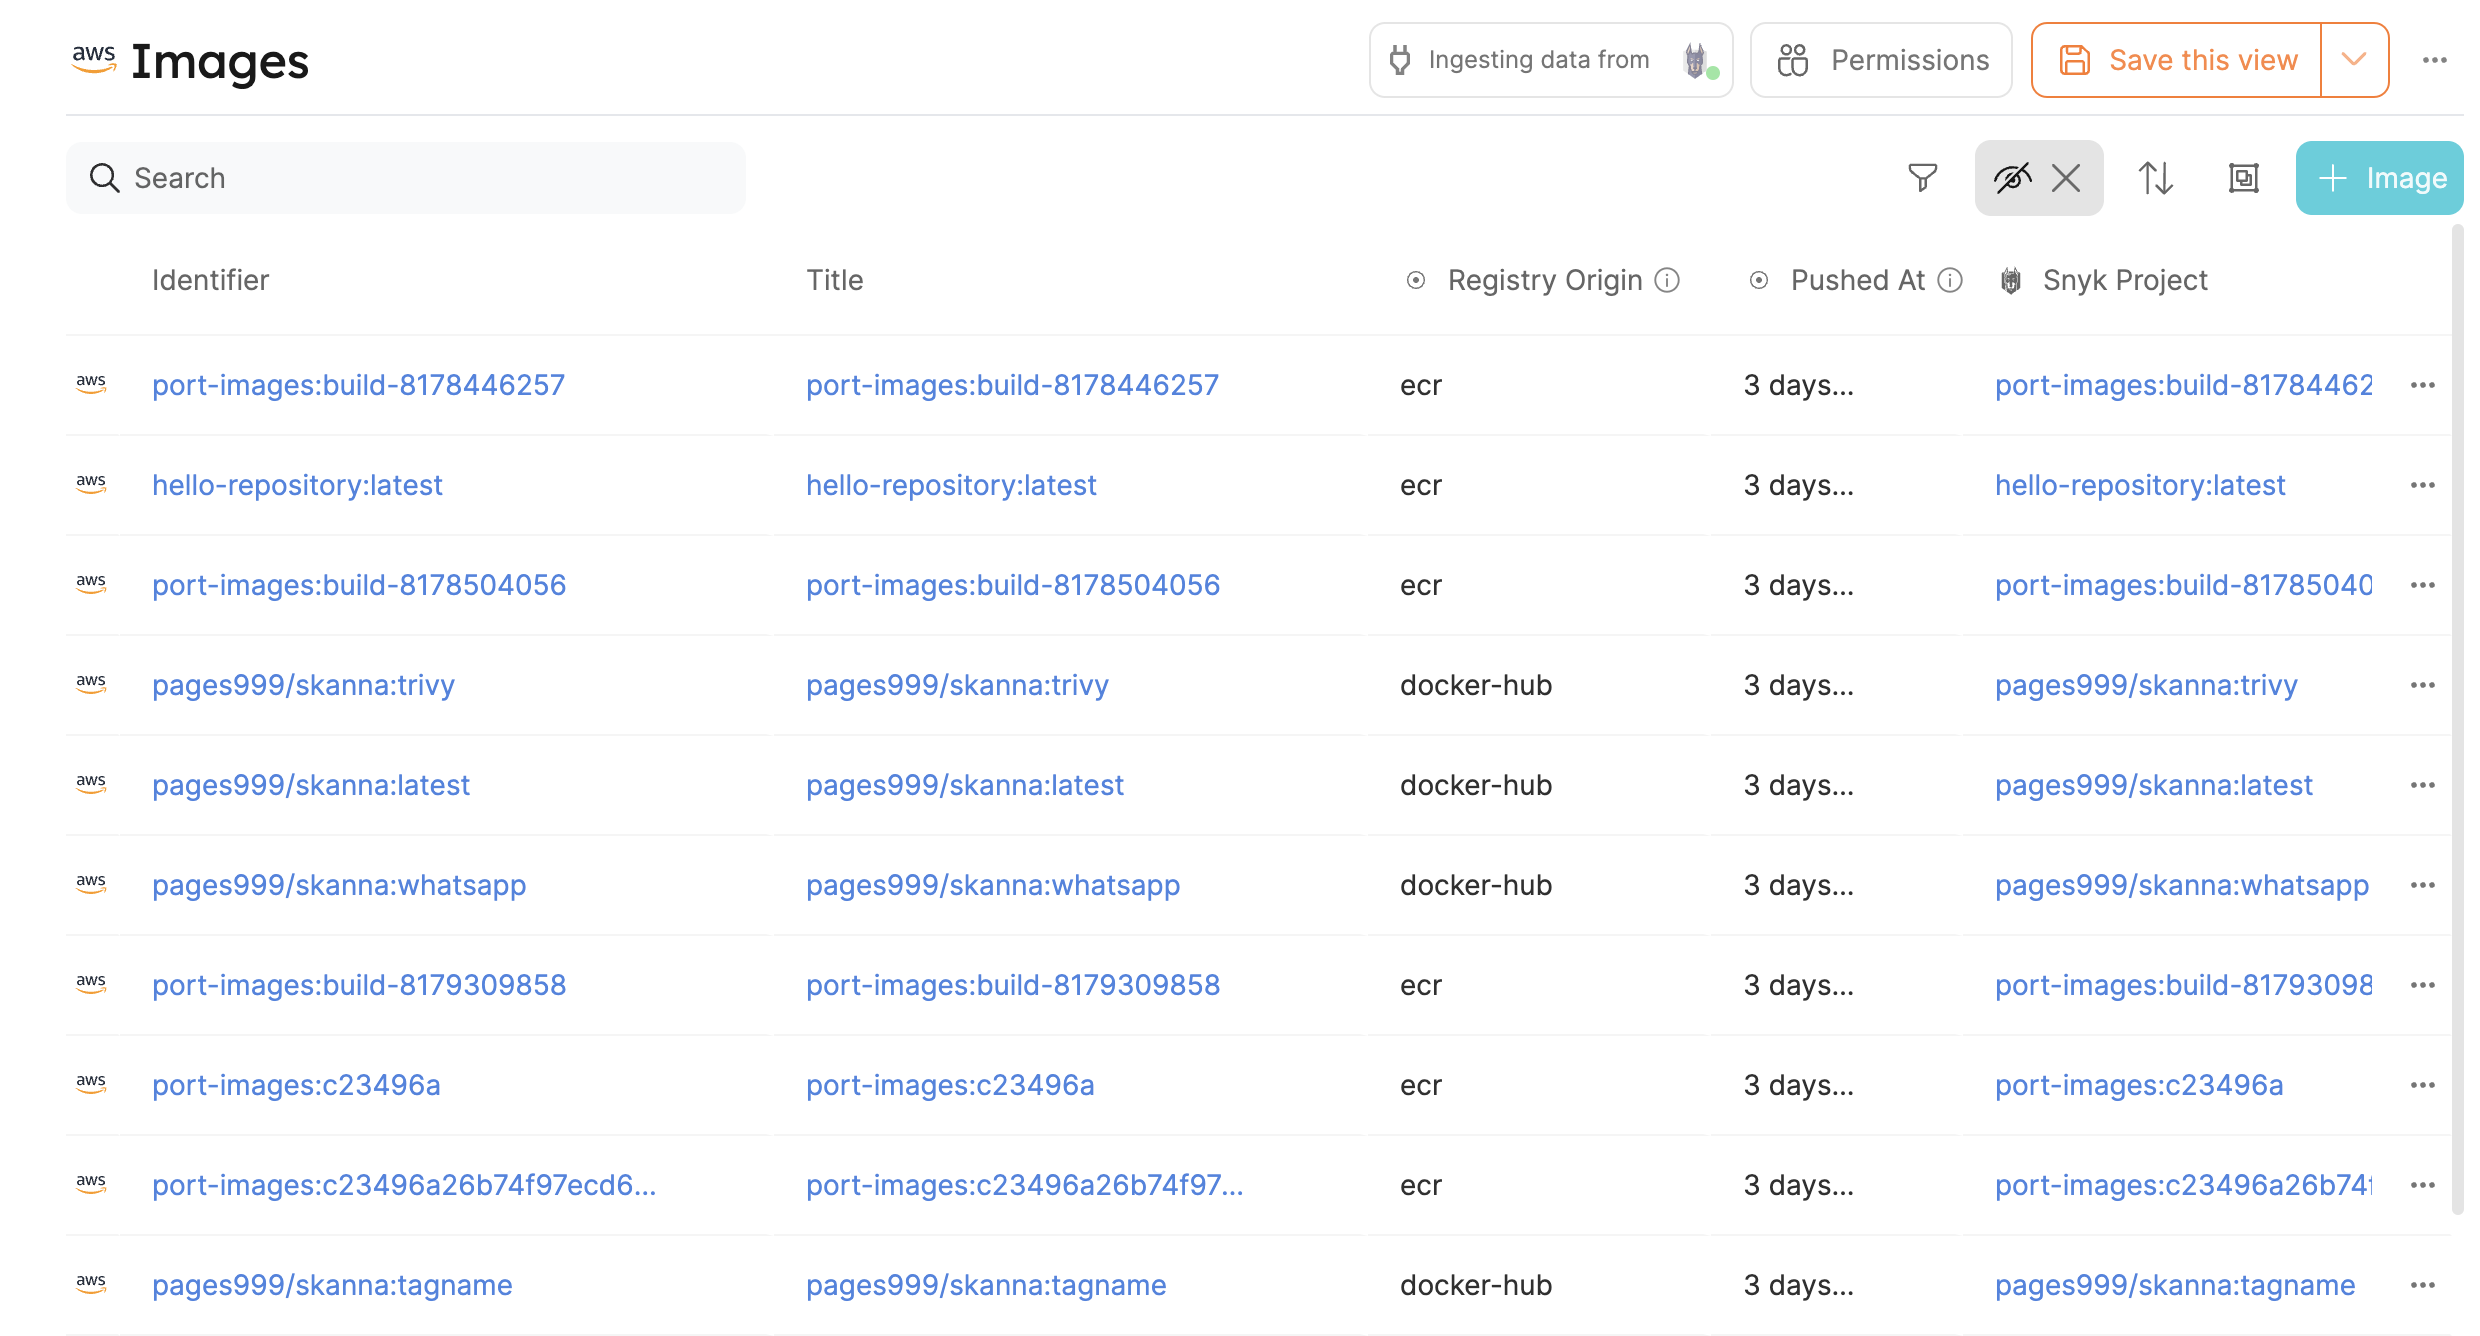 aws Images Ingesting data from Permissions Save this view ...
Search Image
Identifier Title Registry Origin Pushed At Snyk Project
aws port-images:build-8178446257 port-images:build-8178446257 ecr 3 days... port-images:build-81784462 ...
aws hello-repository:latest hello-repository:latest ecr 3 days... hello-repository:latest ...
aws port-images:build-8178504056 port-images:build-8178504056 ecr 3 days... port-images:build-81785040 ...
aws pages999/skanna:trivy pages999/skanna:trivy docker-hub 3 days... pages999/skanna:trivy ...
aws pages999/skanna:latest pages999/skanna:latest docker-hub 3 days... pages999/skanna:latest ...
aws pages999/skanna:whatsapp pages999/skanna:whatsapp docker-hub 3 days... pages999/skanna:whatsapp ...
aws port-images:build-8179309858 port-images:build-8179309858 ecr 3 days... port-images:build-81793098 ...
aws port-images:c23496a port-images:c23496a ecr 3 days... port-images:c23496a ...
aws port-images:c23496a26b74f97ecd6... port-images:c23496a26b74f97... ecr 3 days... port-images:c23496a26b74f ...
aws pages999/skanna:tagname pages999/skanna:tagname docker-hub 3 days... pages999/skanna:tagname ...